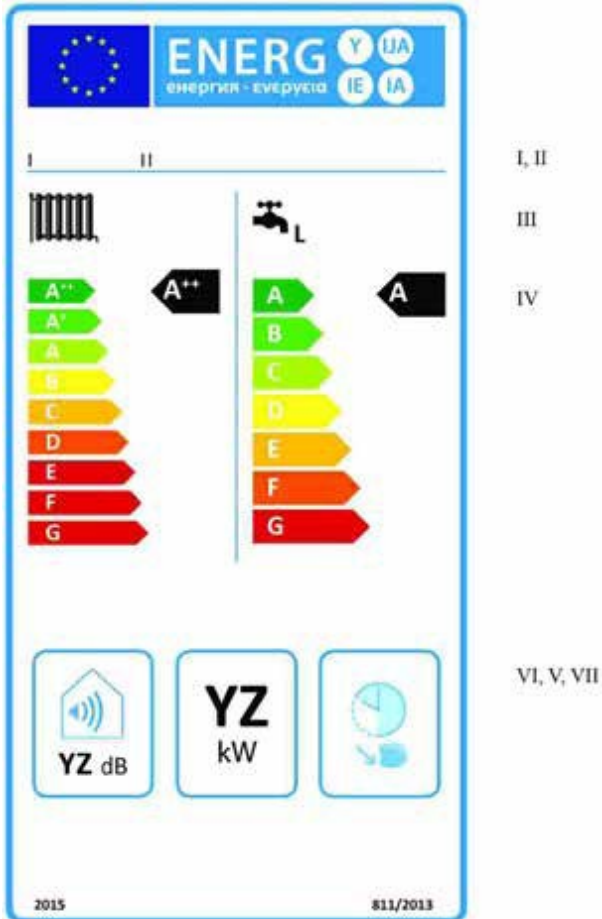 ENERG Y IJA
енергия · ενεργεια IE IA
I II
I, II
III
L
IV
A++ A++
A+
A
B
C
D
E
F
G
A A
B
C
D
E
F
G
VI, V, VII
YZ dB
YZ
kW
2015 811/2013